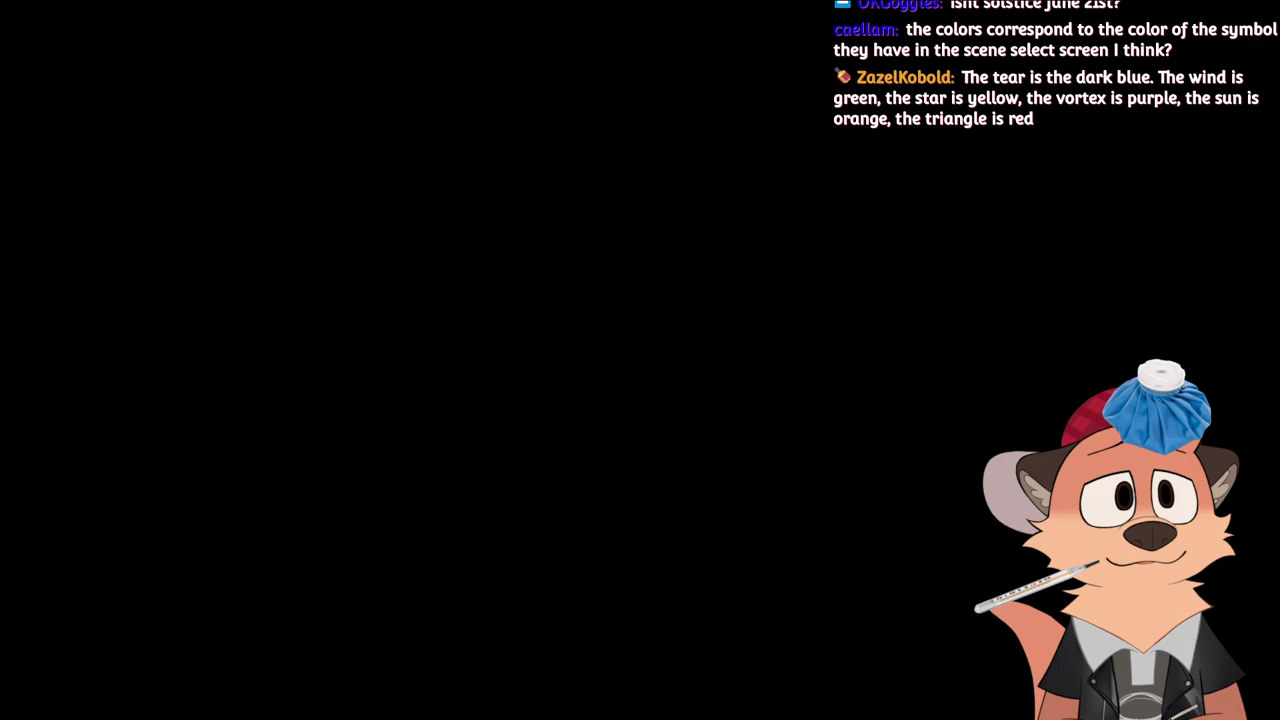 OKGoggles: isnt solstice june 21st?
caellam: the colors correspond to the color of the symbol
they have in the scene select screen I think?
ZazelKobold: The tear is the dark blue. The wind is
green, the star is yellow, the vortex is purple, the sun is
orange, the triangle is red